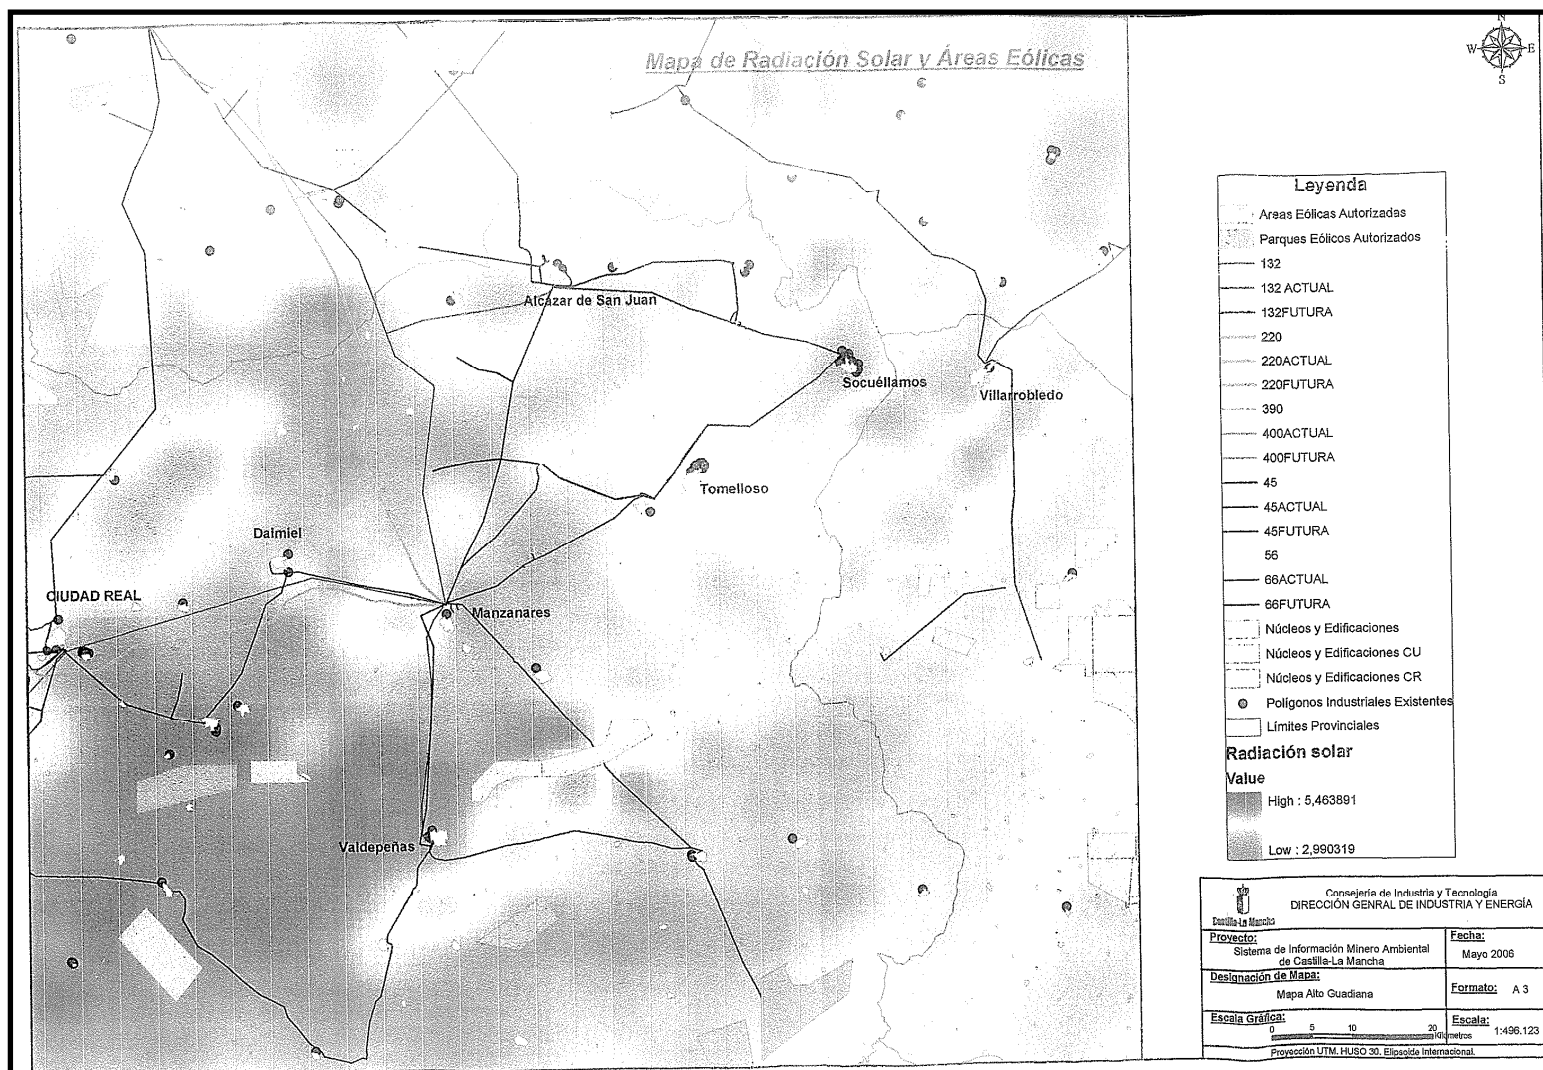 N
W
E
S
Mapa de Radiación Solar y Áreas Eólicas
Alcázar de San Juan
Socuéllamos
Villarrobledo
Tomelloso
Daimiel
CIUDAD REAL
Manzanares
Valdepeñas
Leyenda
Areas Eólicas Autorizadas
Parques Eólicos Autorizados
132
132 ACTUAL
132FUTURA
220
220ACTUAL
220FUTURA
390
400ACTUAL
400FUTURA
45
45ACTUAL
45FUTURA
56
66ACTUAL
66FUTURA
Núcleos y Edificaciones
Núcleos y Edificaciones CU
Núcleos y Edificaciones CR
Polígonos Industriales Existentes
Límites Provinciales
Radiación solar
Value
High : 5,463891
Low : 2,990319
Castilla-La Mancha
Consejería de Industria y Tecnología
DIRECCIÓN GENRAL DE INDUSTRIA Y ENERGÍA
Proyecto:
Sistema de Información Minero Ambiental
de Castilla-La Mancha
Fecha:
Mayo 2006
Designación de Mapa:
Mapa Alto Guadiana
Formato: A 3
Escala Gráfica:
0 5 10 20
Kilómetros
Escala:
1:496.123
Proyección UTM. HUSO 30. Elipsoide Internacional.